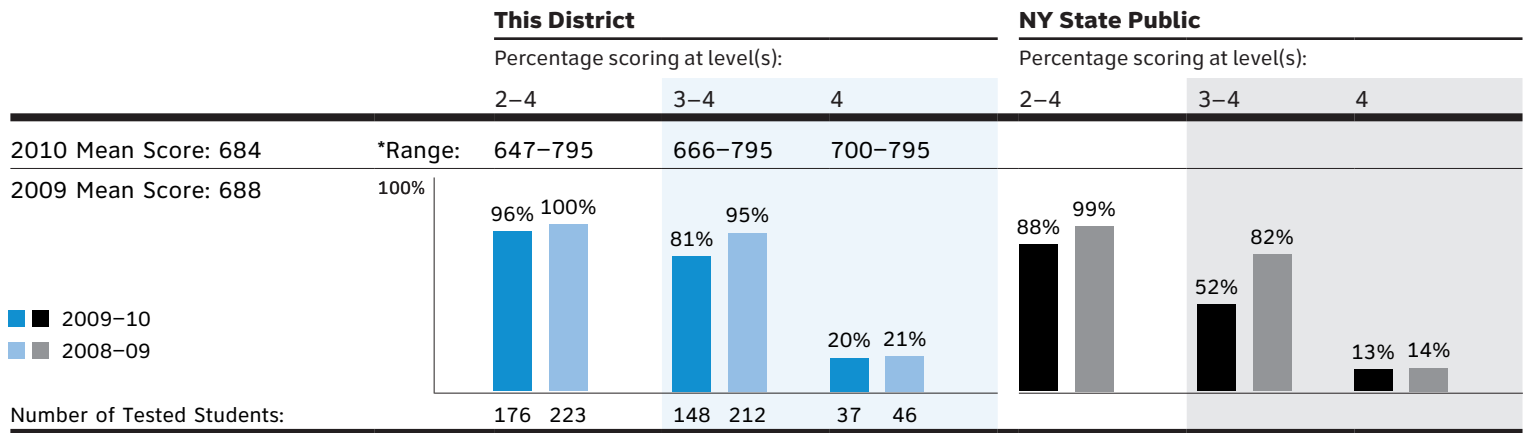 This District NY State Public
Percentage scoring at level(s): Percentage scoring at level(s):
2–4 3–4 4 2–4 3–4 4
2010 Mean Score: 684 *Range: 647–795 666–795 700–795
2009 Mean Score: 688 100%
96% 100% 81% 95% 20% 21% 88% 99% 52% 82% 13% 14%
2009–10
2008–09
Number of Tested Students: 176 223 148 212 37 46